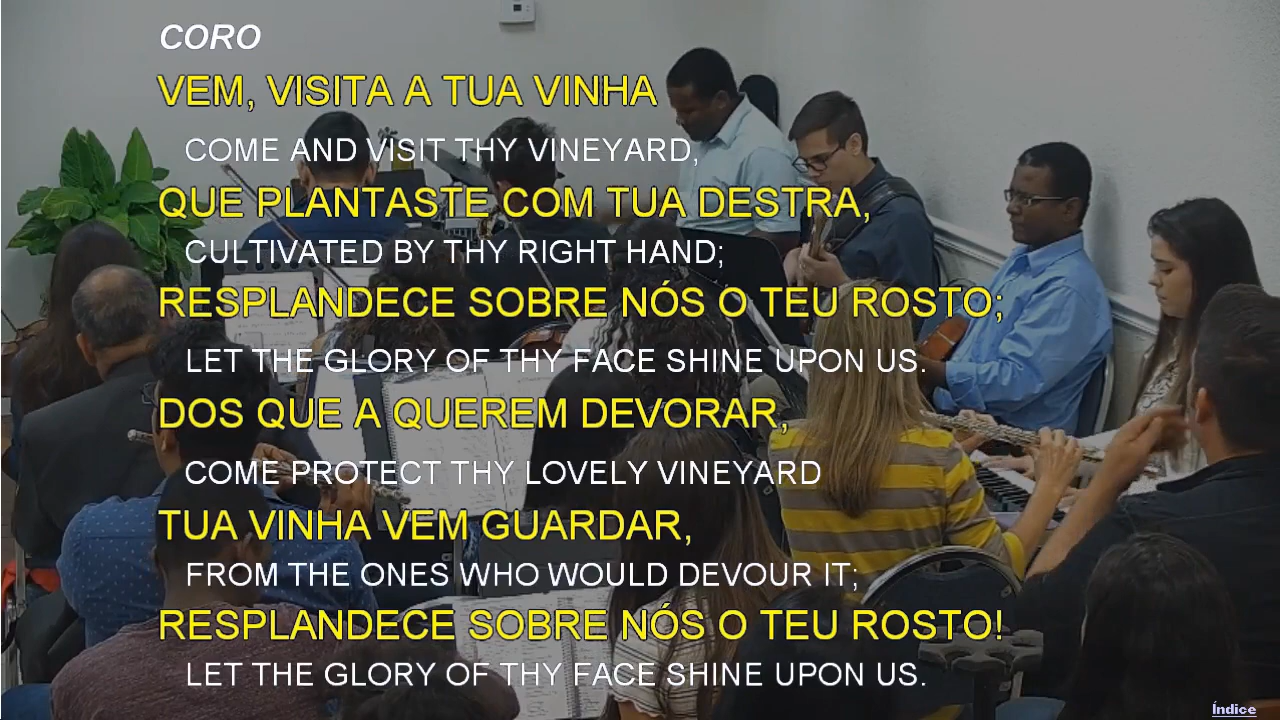 CORO
VEM, VISITA A TUA VINHA
COME AND VISIT THY VINEYARD,
QUE PLANTASTE COM TUA DESTRA,
CULTIVATED BY THY RIGHT HAND;
RESPLANDECE SOBRE NÓS O TEU ROSTO;
LET THE GLORY OF THY FACE SHINE UPON US.
DOS QUE A QUEREM DEVORAR,
COME PROTECT THY LOVELY VINEYARD
TUA VINHA VEM GUARDAR,
FROM THE ONES WHO WOULD DEVOUR IT;
RESPLANDECE SOBRE NÓS O TEU ROSTO!
LET THE GLORY OF THY FACE SHINE UPON US.
Índice